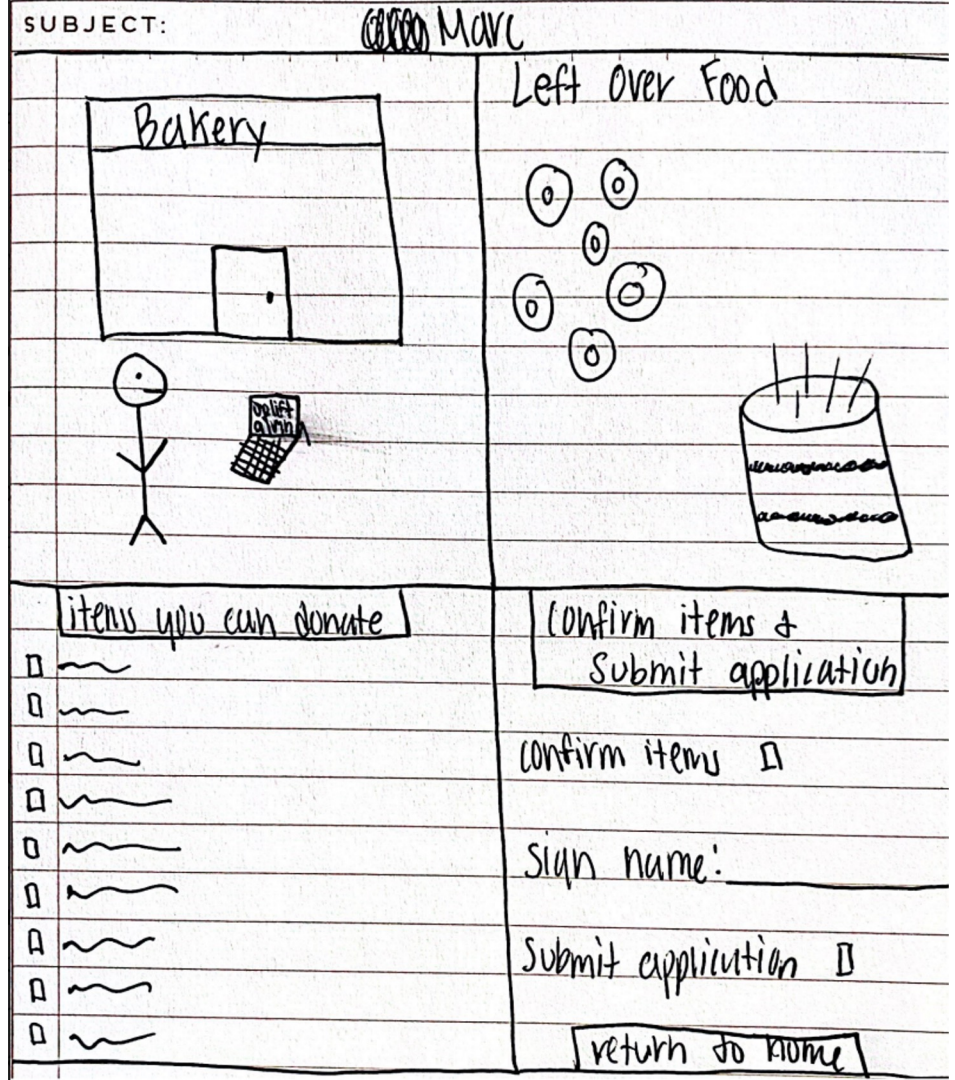 SUBJECT:
Marc
Left Over Food
Bakery
uplift
items you can donate
confirm items &
Submit application
confirm items
Sign name:
Submit application
return to Home